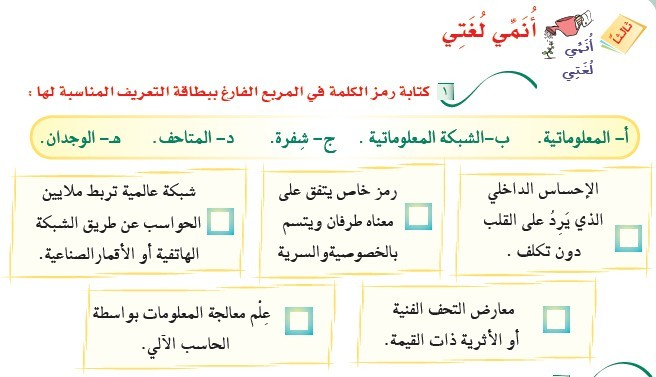 ثالثاً
أُنَمِّي
لُغَتِي
أُنَمِّي لُغَتِي
١ كتابة رمز الكلمة في المربع الفارغ ببطاقة التعريف المناسبة لها :
أ- المعلوماتية. ب-الشبكة المعلوماتية . ج- شِفرة. د- المتاحف. هـ- الوجدان.
الإحساس الداخلي
الذي يَرِدُ على القلب
دون تكلف .
رمز خاص يتفق على
معناه طرفان ويتسم
بالخصوصيةوالسرية
شبكة عالمية تربط ملايين
الحواسب عن طريق الشبكة
الهاتفية أو الأقمارالصناعية.
معارض التحف الفنية
أو الأثرية ذات القيمة.
عِلْم معالجة المعلومات بواسطة
الحاسب الآلي.